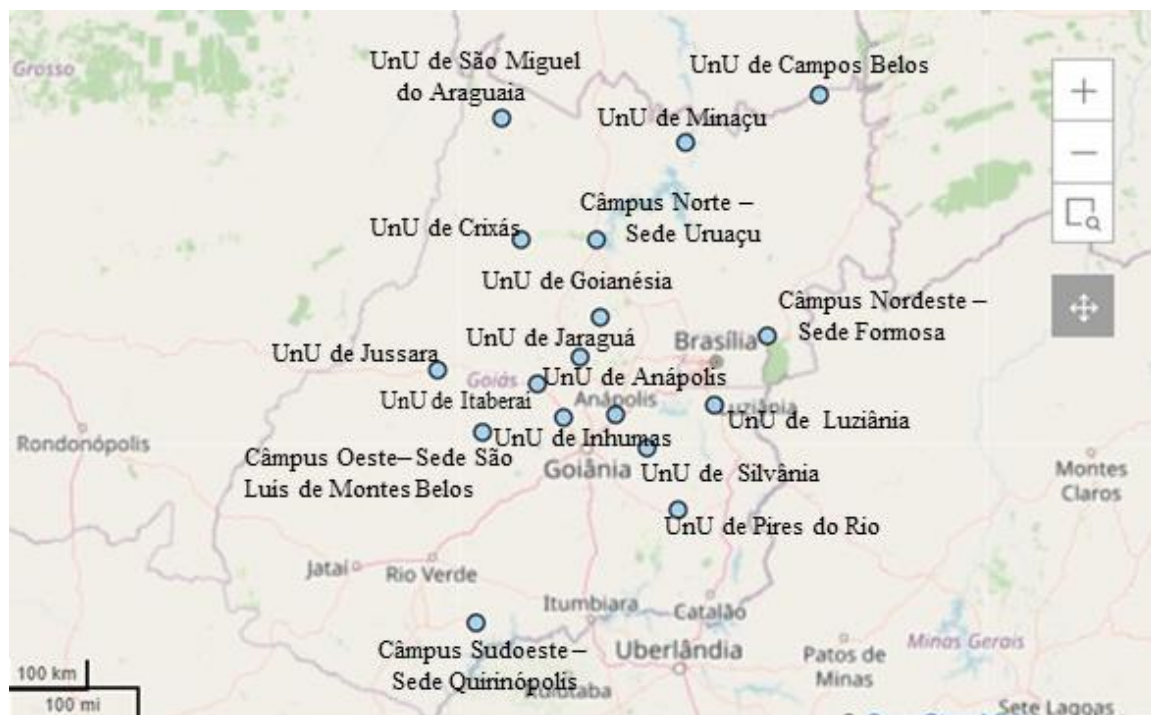 UnU de São Miguel
do Araguaia
UnU de Campos Belos
Grosso
UnU de Minaçu
Câmpus Norte –
Sede Uruaçu
UnU de Crixás
UnU de Goianésia
Câmpus Nordeste –
Sede Formosa
UnU de Jaraguá
Brasília
UnU de Jussara
Goiás
UnU de Anápolis
UnU de Itaberaí
Anápolis
Luziânia
UnU de Luziânia
UnU de Inhumas
Rondonópolis
Câmpus Oeste– Sede São
Luis de Montes Belos
Goiânia
UnU de Silvânia
Montes
Claros
UnU de Pires do Rio
Jataí
Rio Verde
Itumbiara
Catalão
Câmpus Sudoeste –
Sede Quirinópolis
Uberlândia
Minas Gerais
Patos de
Minas
100 km
100 mi
Sete Lagoas